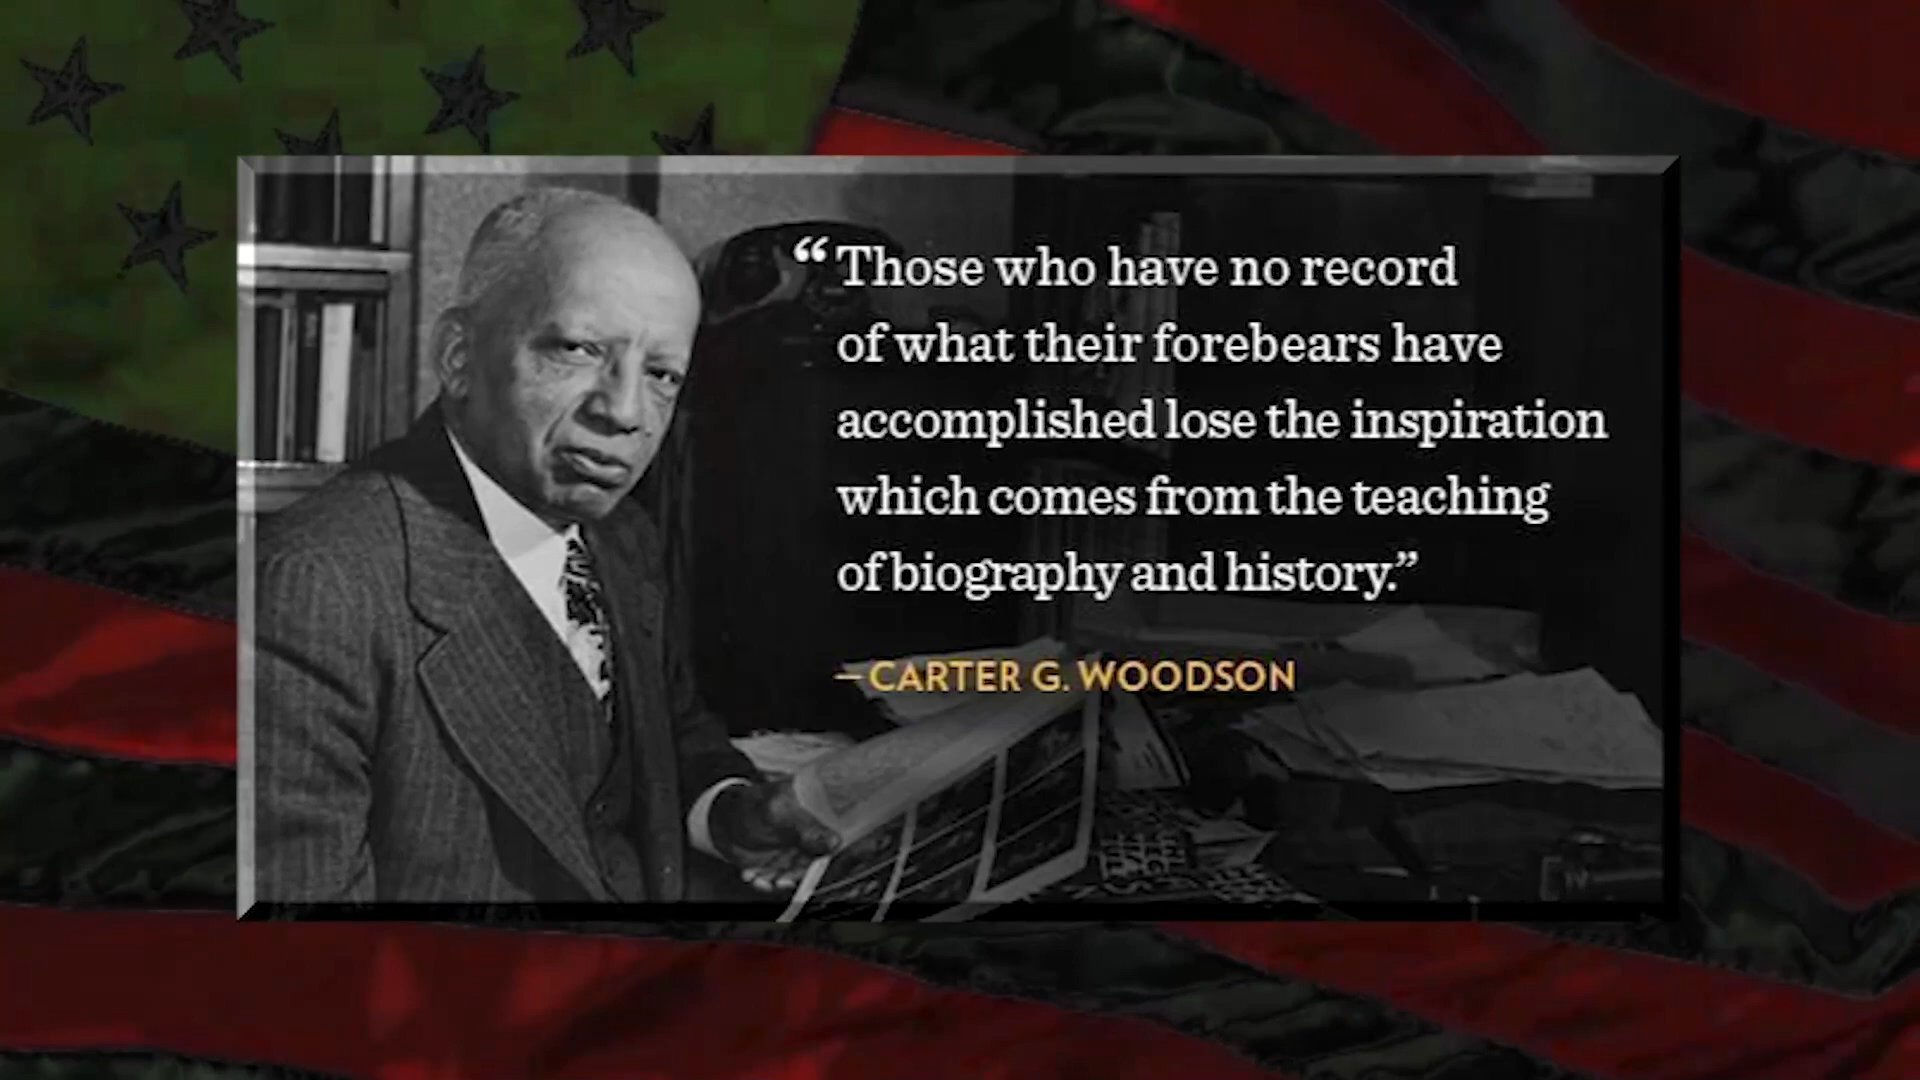 “Those who have no record
of what their forebears have
accomplished lose the inspiration
which comes from the teaching
of biography and history.”
–CARTER G. WOODSON